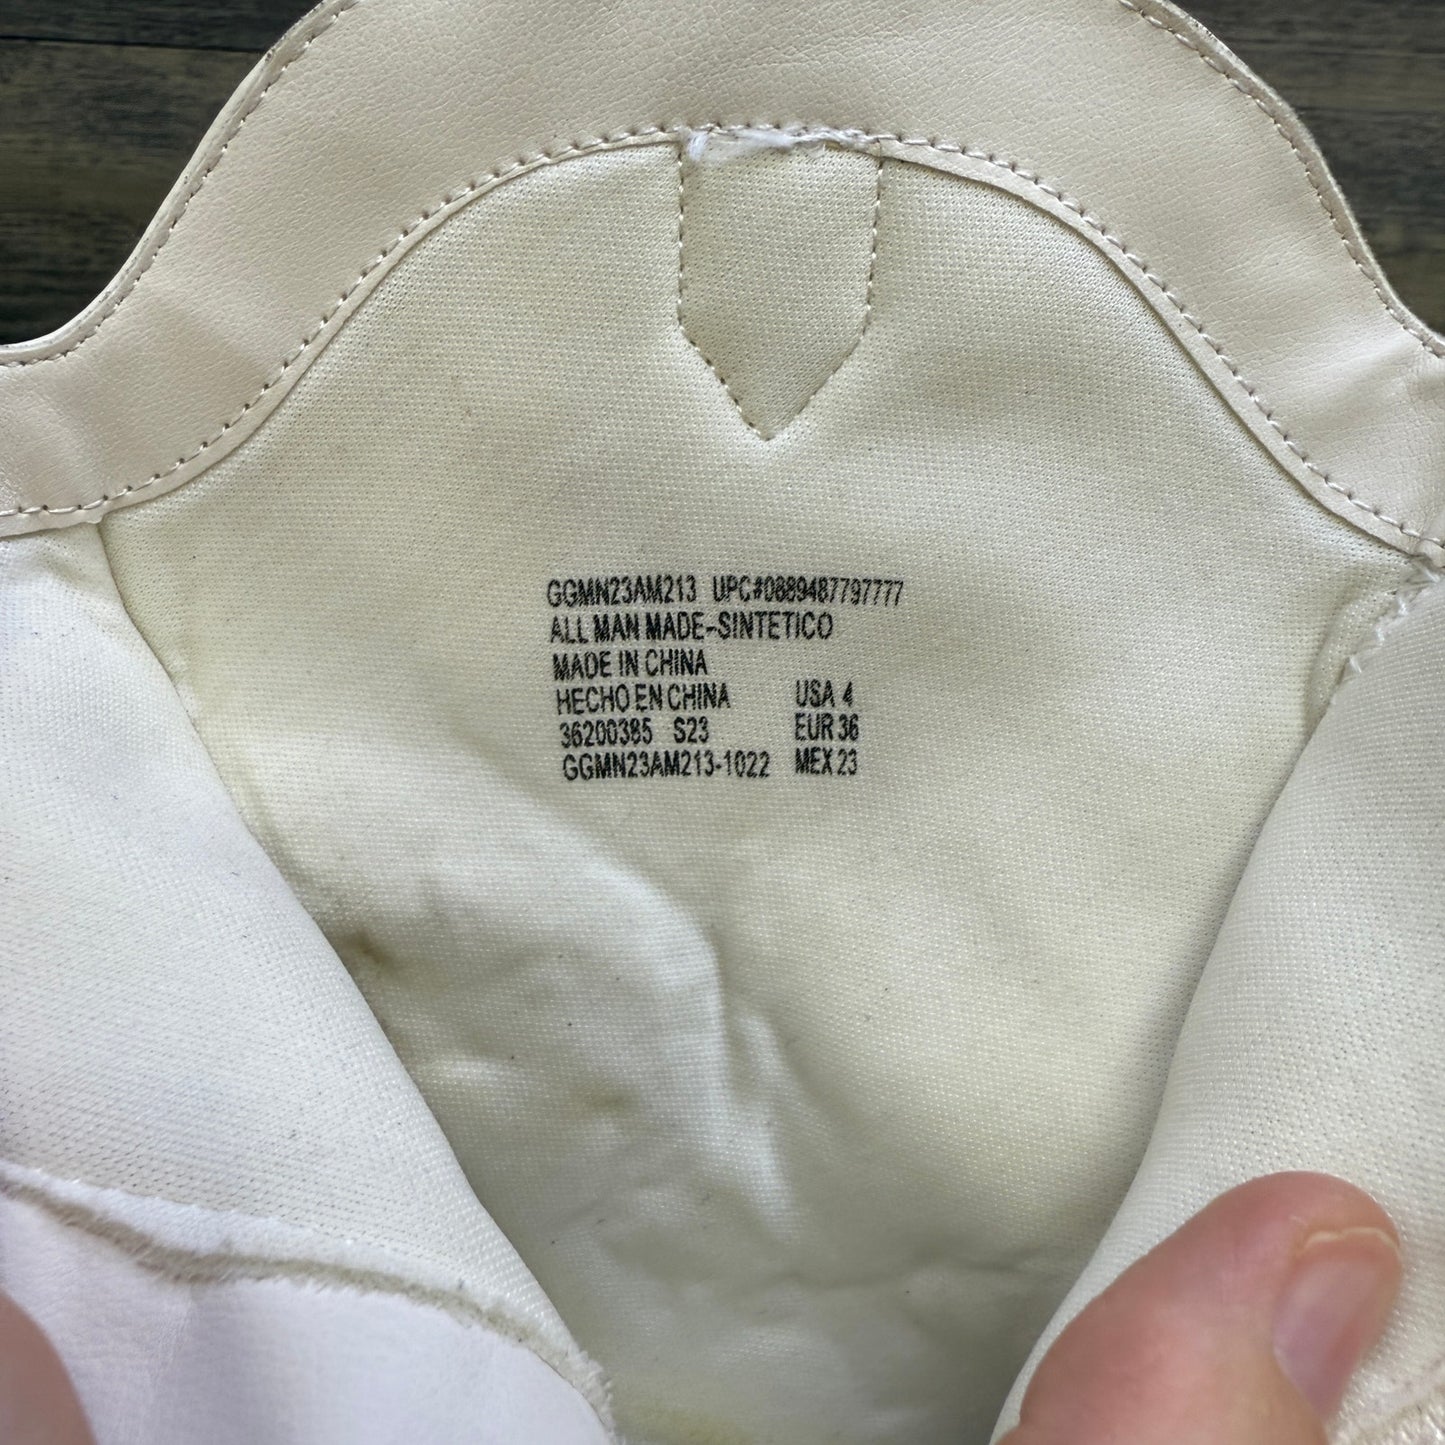 GGMN23AM213 UPC#0889487797777
ALL MAN MADE-SINTETICO
MADE IN CHINA
HECHO EN CHINA USA 4
36200385 S23 EUR 36
GGMN23AM213-1022 MEX 23